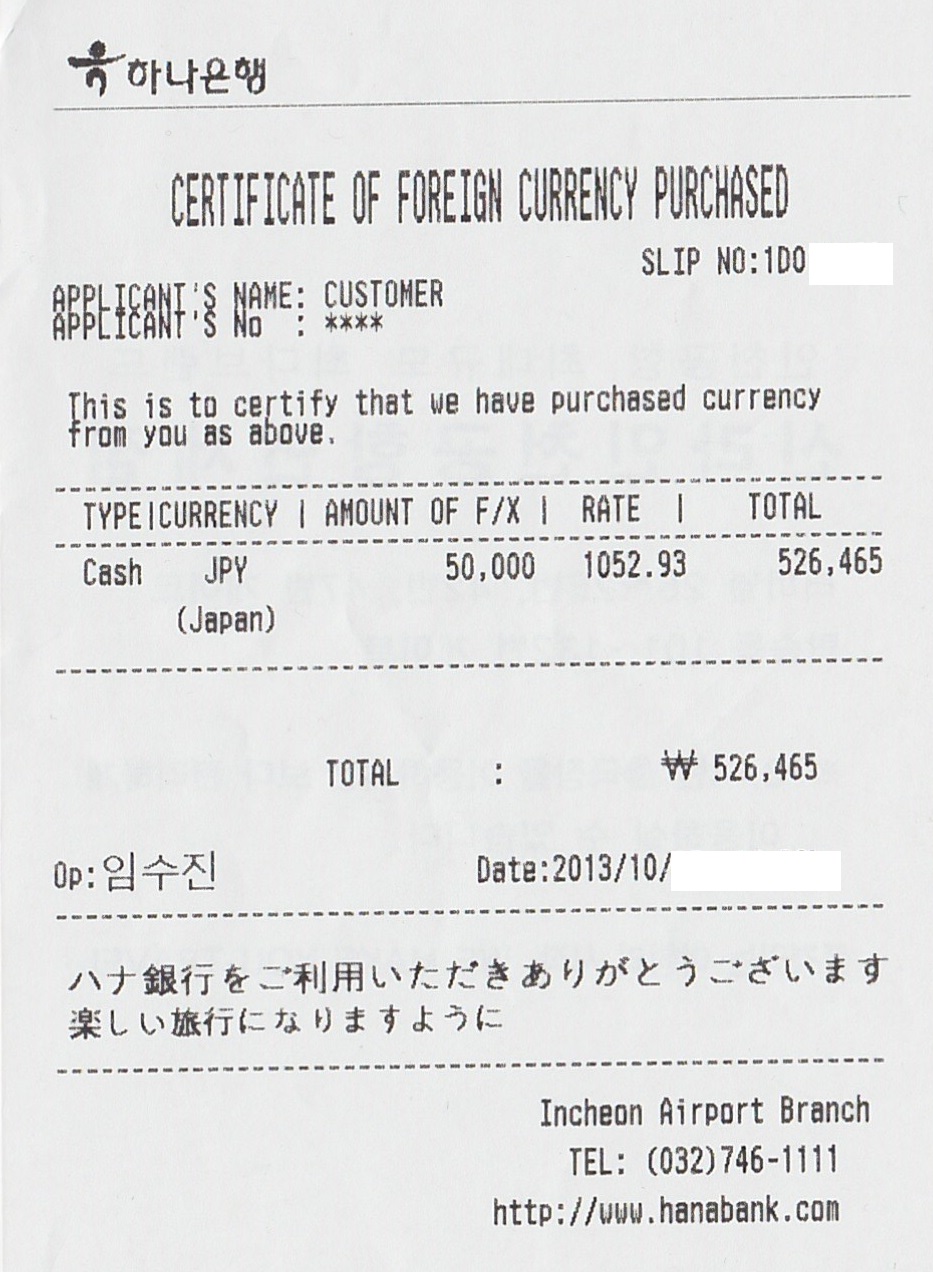 하나은행
CERTIFICATE OF FOREIGN CURRENCY PURCHASED
SLIP NO:1D0
APPLICANT'S NAME: CUSTOMER
APPLICANT'S No : ****
This is to certify that we have purchased currency
from you as above.
TYPE|CURRENCY | AMOUNT OF F/X | RATE | TOTAL
Cash JPY 50,000 1052.93 526,465
(Japan)
TOTAL : ₩ 526,465
Op:임수진 Date:2013/10/
ハナ銀行をご利用いただきありがとうございます
楽しい旅行になりますように
Incheon Airport Branch
TEL: (032)746-1111
http://www.hanabank.com